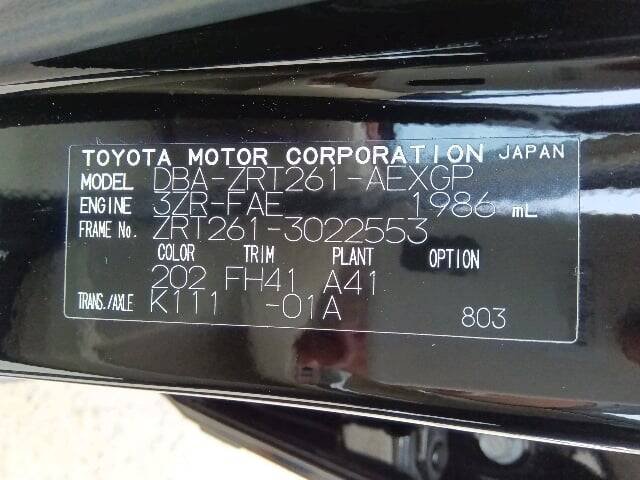 TOYOTA MOTOR CORPORATION JAPAN
MODEL DBA-ZRT261-AEXGP
ENGINE 3ZR-FAE 1986 mL
FRAME No. ZRT261-3022553
COLOR TRIM PLANT OPTION
202 FH41 A41
TRANS./AXLE K111 -01A 803